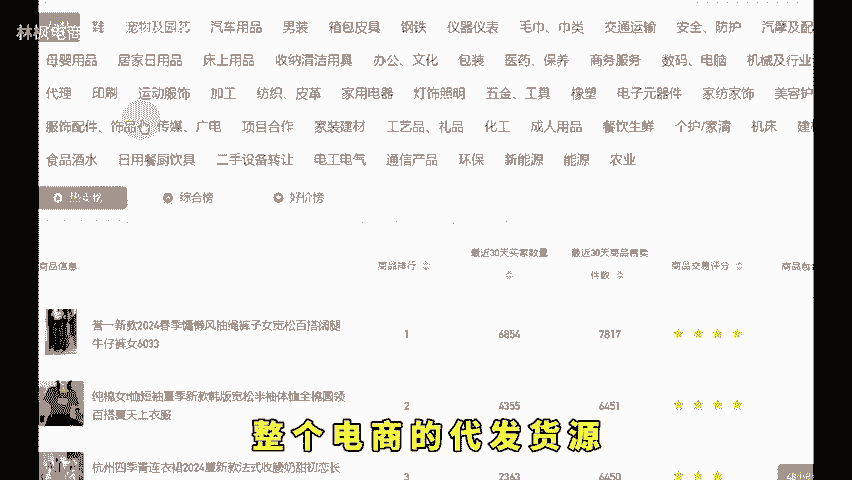 林枫电商
鞋 宠物及园艺 汽车用品 男装 箱包皮具 钢铁 仪器仪表 毛巾、巾类 交通运输 安全、防护 汽摩及配
母婴用品 居家日用品 床上用品 收纳清洁用具 办公、文化 包装 医药、保养 商务服务 数码、电脑 机械及行业
代理 印刷 运动服饰 加工 纺织、皮革 家用电器 灯饰照明 五金、工具 橡塑 电子元器件 家纺家饰 美容护
服饰配件、饰品 传媒、广电 项目合作 家装建材 工艺品、礼品 化工 成人用品 餐饮生鲜 个护/家清 机床 建
食品酒水 日用餐厨饮具 二手设备转让 电工电气 通信产品 环保 新能源 能源 农业
热卖榜 综合榜 好价榜
商品信息 商品排行 最近30天买家数量 最近30天商品售卖件数 商品交易评分 商品包
誉一新款2024春季慵懒风抽绳裤子女宽松百搭阔腿
牛仔裤女6033
1 6854 7817
纯棉女t恤短袖夏季新款韩版宽松半袖体恤全棉圆领
百搭夏天上衣服
2 4355 6451
杭州四季青连衣裙2024夏新款法式收腰奶甜初恋长
3 2363 6450
48小
整个电商的代发货源